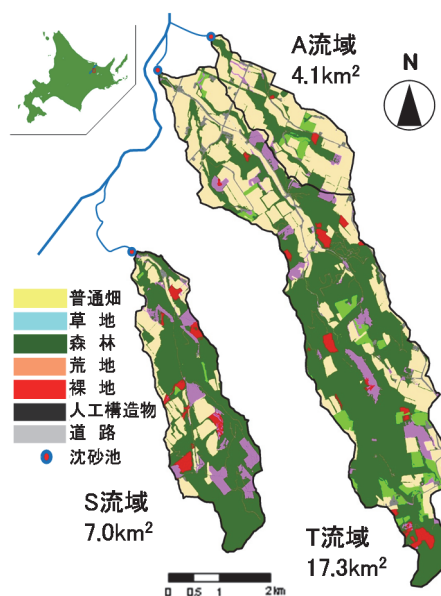 A流域
4.1km²
N
普通畑
草 地
森 林
荒 地
裸 地
人工構造物
道 路
沈砂池
S流域
7.0km²
T流域
17.3km²
0 0.5 1 2km